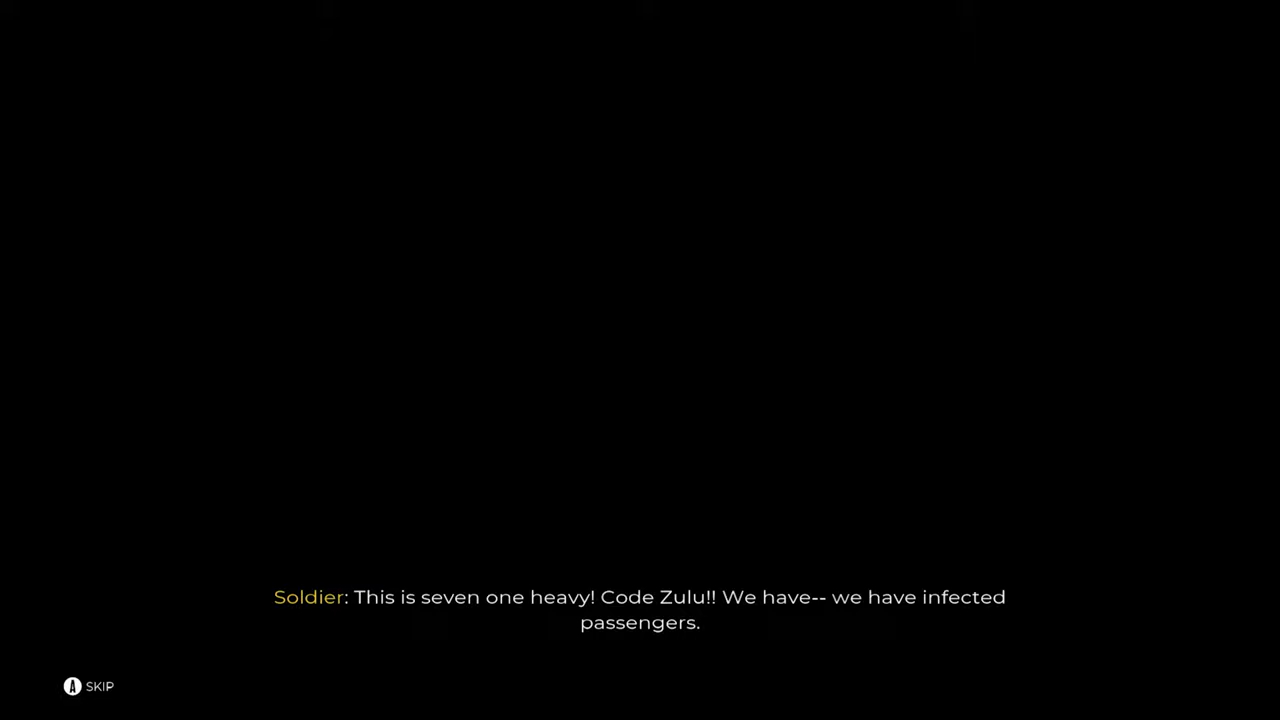 Soldier: This is seven one heavy! Code Zulu!! We have-- we have infected
passengers.
A SKIP